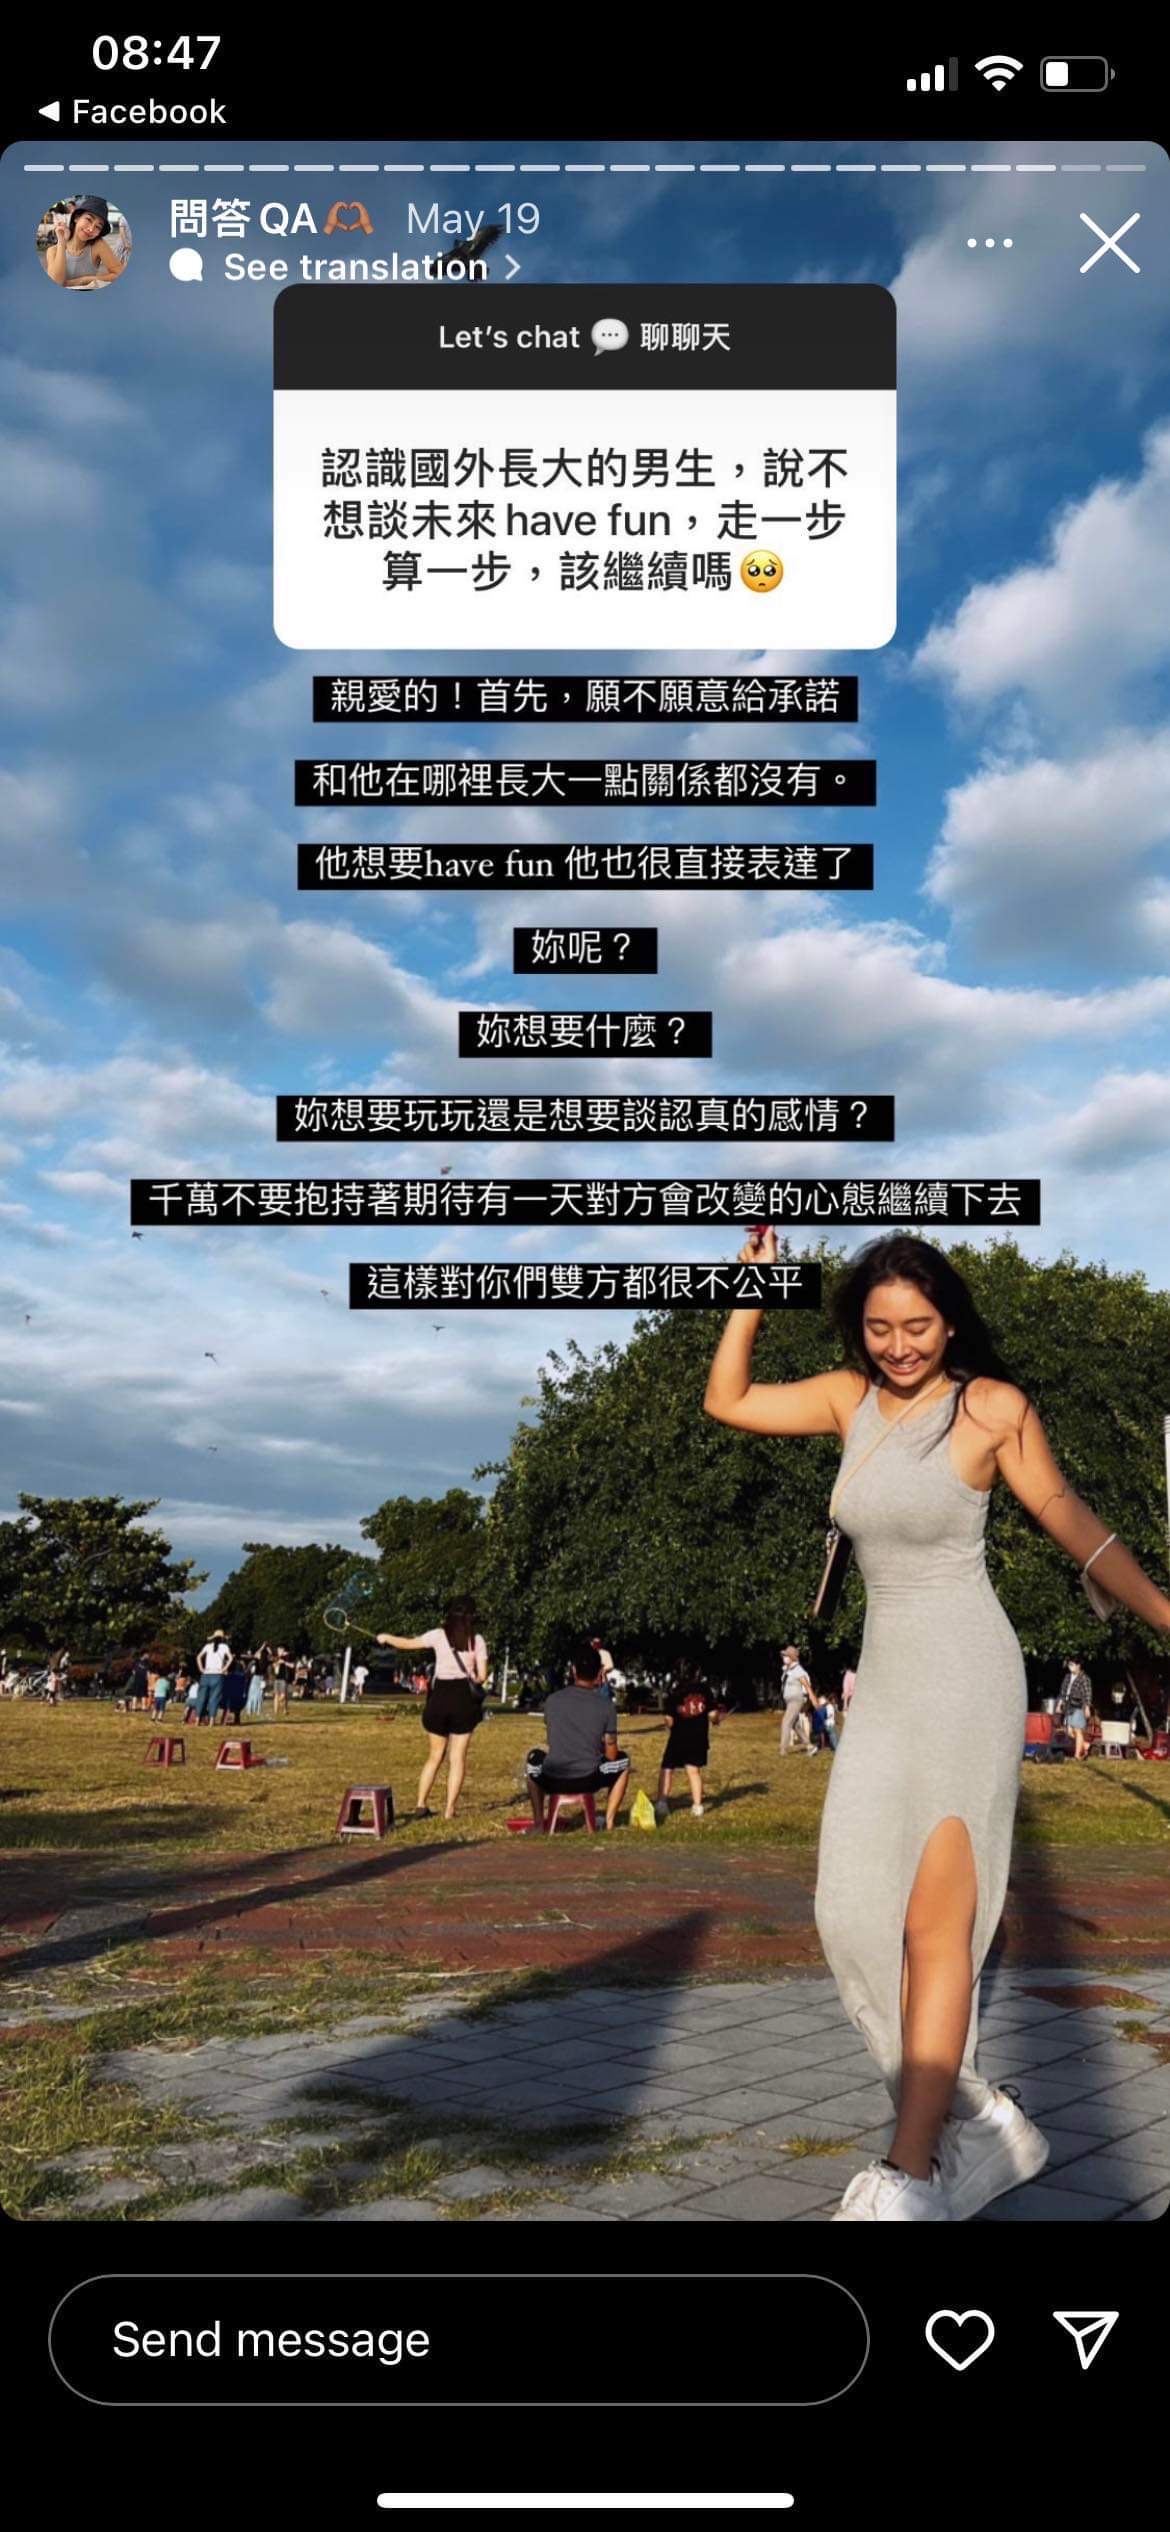 08:47
◀ Facebook
問答QA🫶🏽 May 19
See translation >
Let's chat 💬 聊聊天
認識國外長大的男生，說不
想談未來have fun，走一步
算一步，該繼續嗎🥺
親愛的！首先，願不願意給承諾
和他在哪裡長大一點關係都沒有。
他想要have fun 他也很直接表達了
妳呢？
妳想要什麼？
妳想要玩玩還是想要談認真的感情？
千萬不要抱持著期待有一天對方會改變的心態繼續下去
這樣對你們雙方都很不公平
Send message